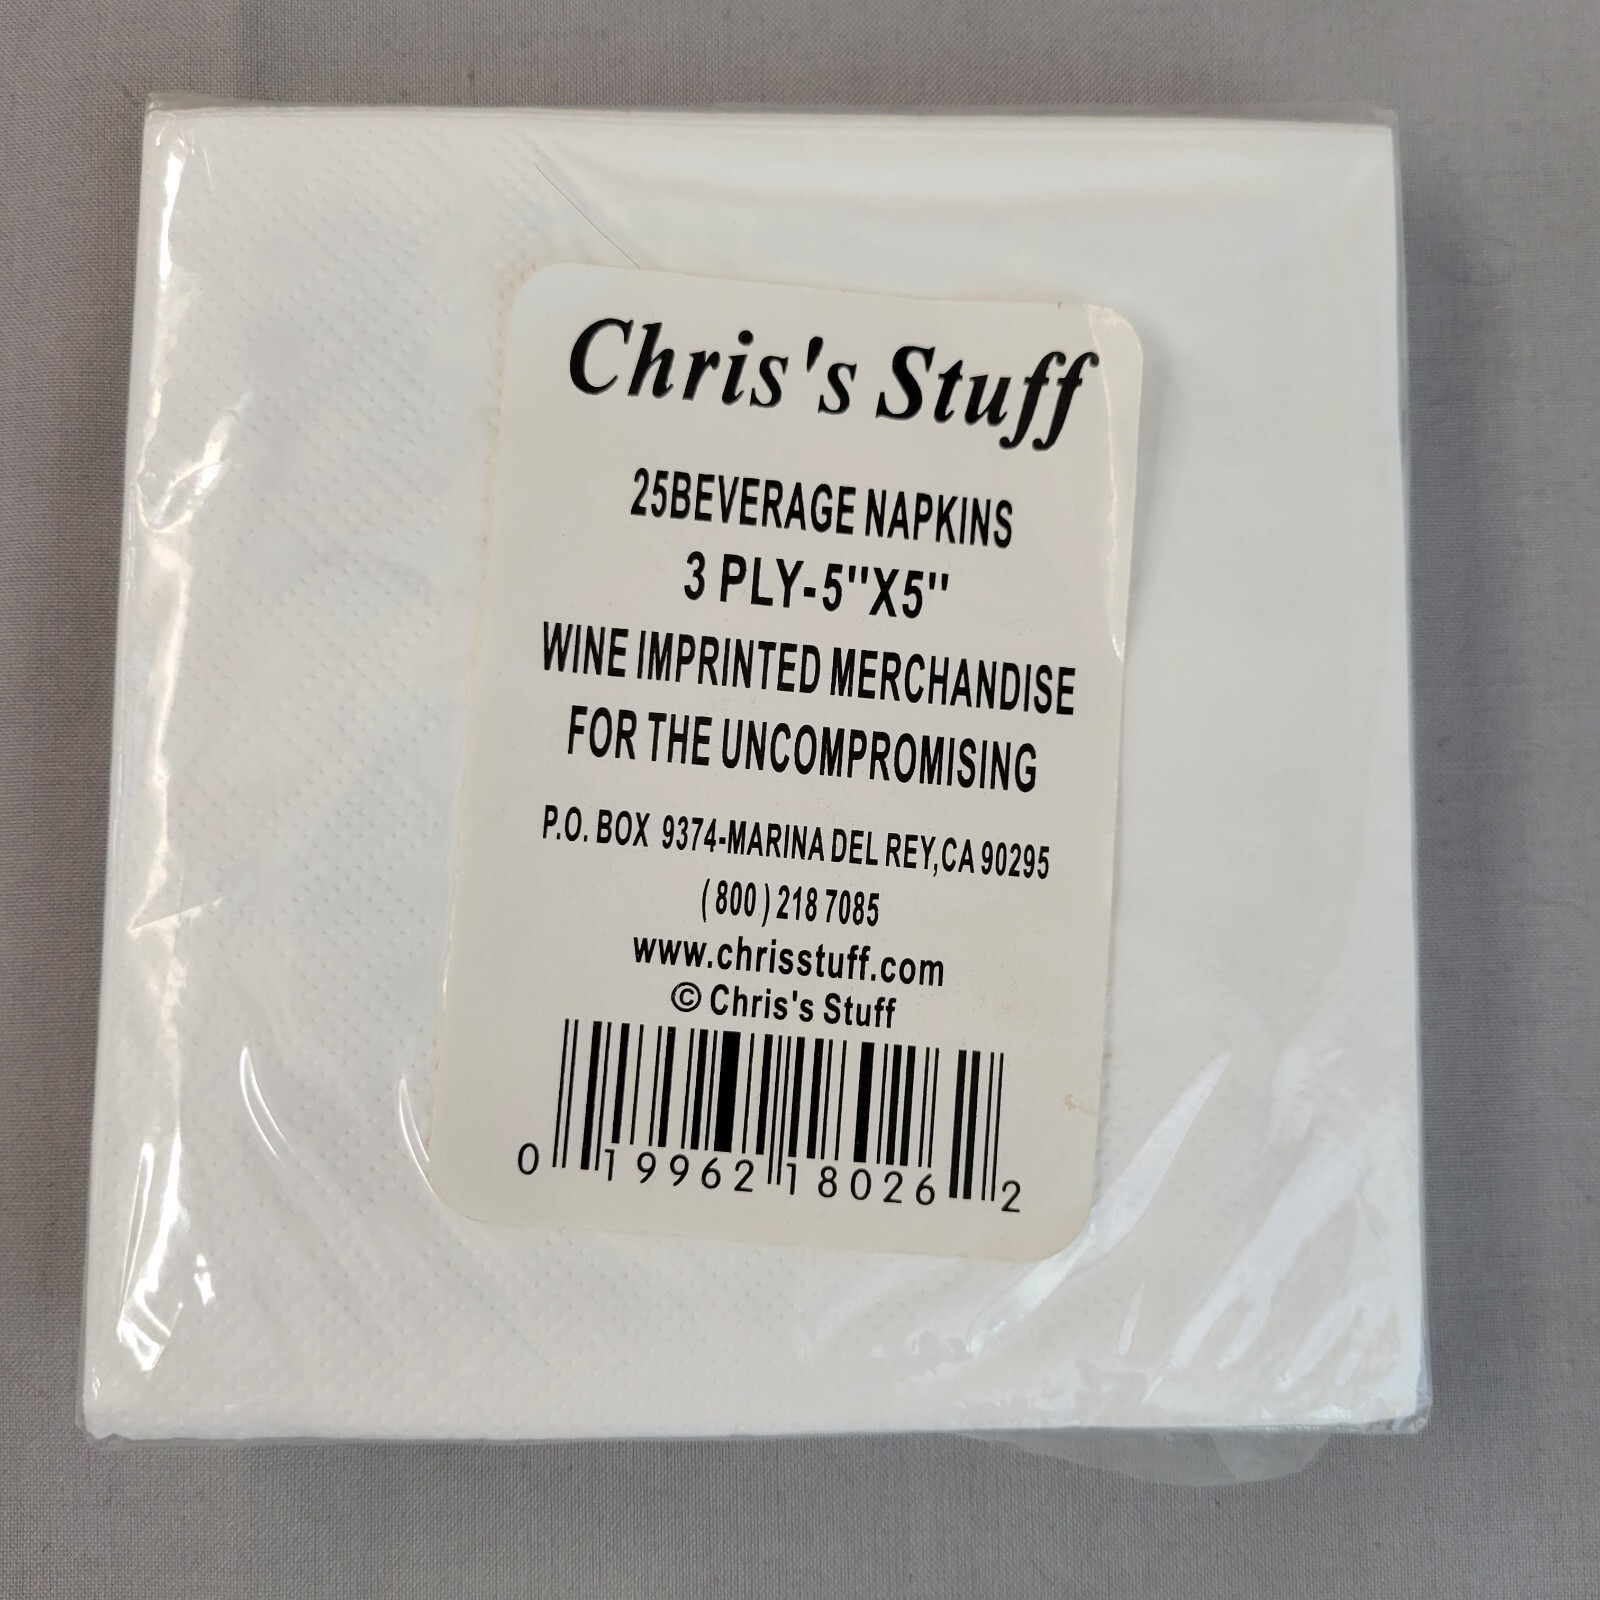 Chris's Stuff
25BEVERAGE NAPKINS
3 PLY-5"X5"
WINE IMPRINTED MERCHANDISE
FOR THE UNCOMPROMISING
P.O. BOX 9374-MARINA DEL REY,CA 90295
(800) 218 7085
www.chrisstuff.com
© Chris's Stuff
0 19962 18026 2